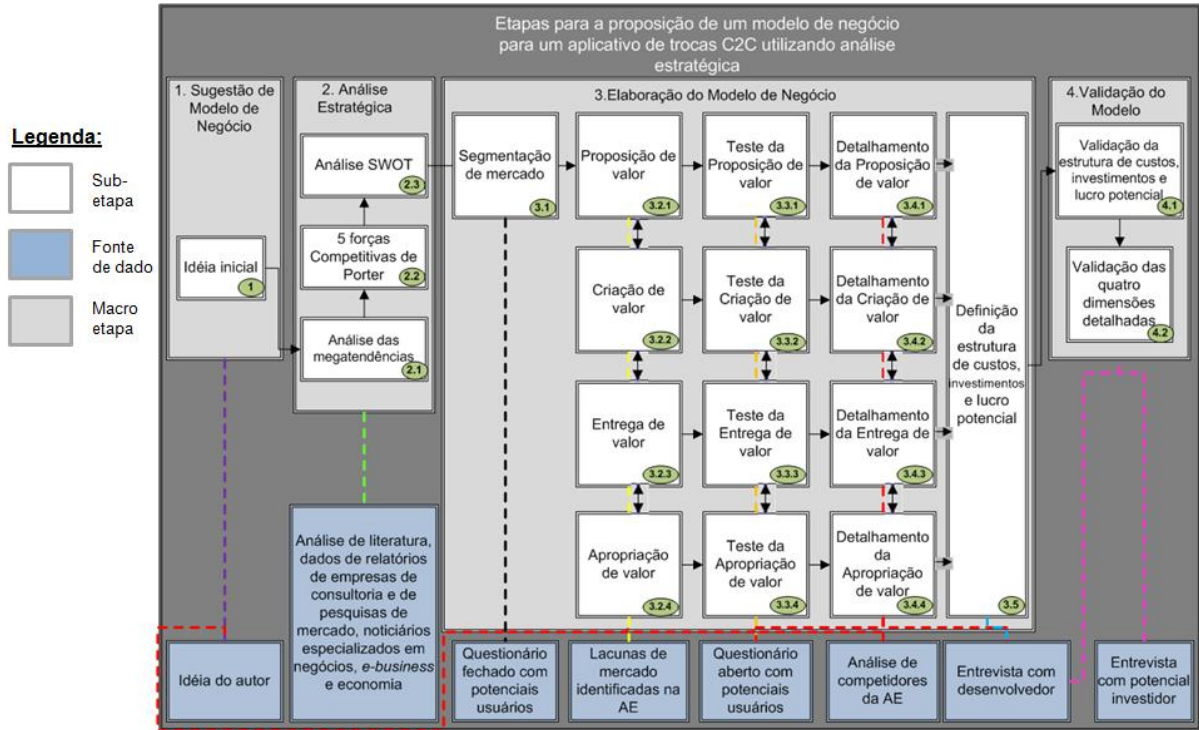 Etapas para a proposição de um modelo de negócio
para um aplicativo de trocas C2C utilizando análise
estratégica
Legenda:
Sub-
etapa
Fonte
de dado
Macro
etapa
1. Sugestão de
Modelo de
Negócio
Idéia inicial
1
2. Análise
Estratégica
Análise SWOT
2.3
5 forças
Competitivas de
Porter
2.2
Análise das
megatendências
2.1
3.Elaboração do Modelo de Negócio
Segmentação
de mercado
3.1
Proposição de
valor
3.2.1
Teste da
Proposição de
valor
3.3.1
Detalhamento
da Proposição
de valor
3.4.1
Criação de
valor
3.2.2
Teste da
Criação de
valor
3.3.2
Detalhamento
da Criação de
valor
3.4.2
Entrega de
valor
3.2.3
Teste da
Entrega de
valor
3.3.3
Detalhamento
da Entrega de
valor
3.4.3
Apropriação de
valor
3.2.4
Teste da
Apropriação
de valor
3.3.4
Detalhamento
da
Apropriação
de valor
3.4.4
Definição
da
estrutura
de custos,
investimentos
e lucro
potencial
3.5
4.Validação do
Modelo
Validação da
estrutura de custos,
investimentos e
lucro potencial
4.1
Validação das
quatro
dimensões
detalhadas
4.2
Idéia do autor
Análise de literatura,
dados de relatórios
de empresas de
consultoria e de
pesquisas de
mercado, noticiários
especializados em
negócios, e-business
e economia
Questionário
fechado com
potenciais
usuários
Lacunas de
mercado
identificadas na
AE
Questionário
aberto com
potenciais
usuários
Análise de
competidores
da AE
Entrevista com
desenvolvedor
Entrevista
com potencial
investidor